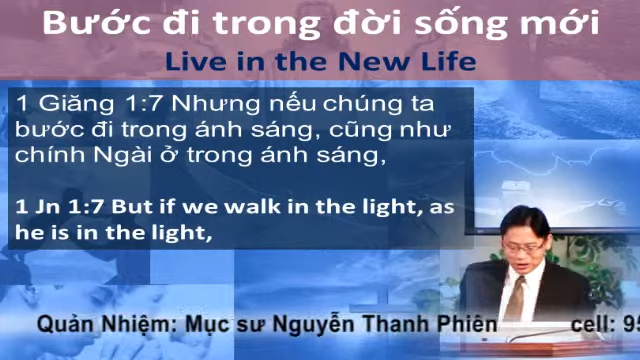 Bước đi trong đời sống mới
Live in the New Life
1 Giăng 1:7 Nhưng nếu chúng ta
bước đi trong ánh sáng, cũng như
chính Ngài ở trong ánh sáng,
1 Jn 1:7 But if we walk in the light, as
he is in the light,
Quản Nhiệm: Mục sư Nguyễn Thanh Phiên cell: 95